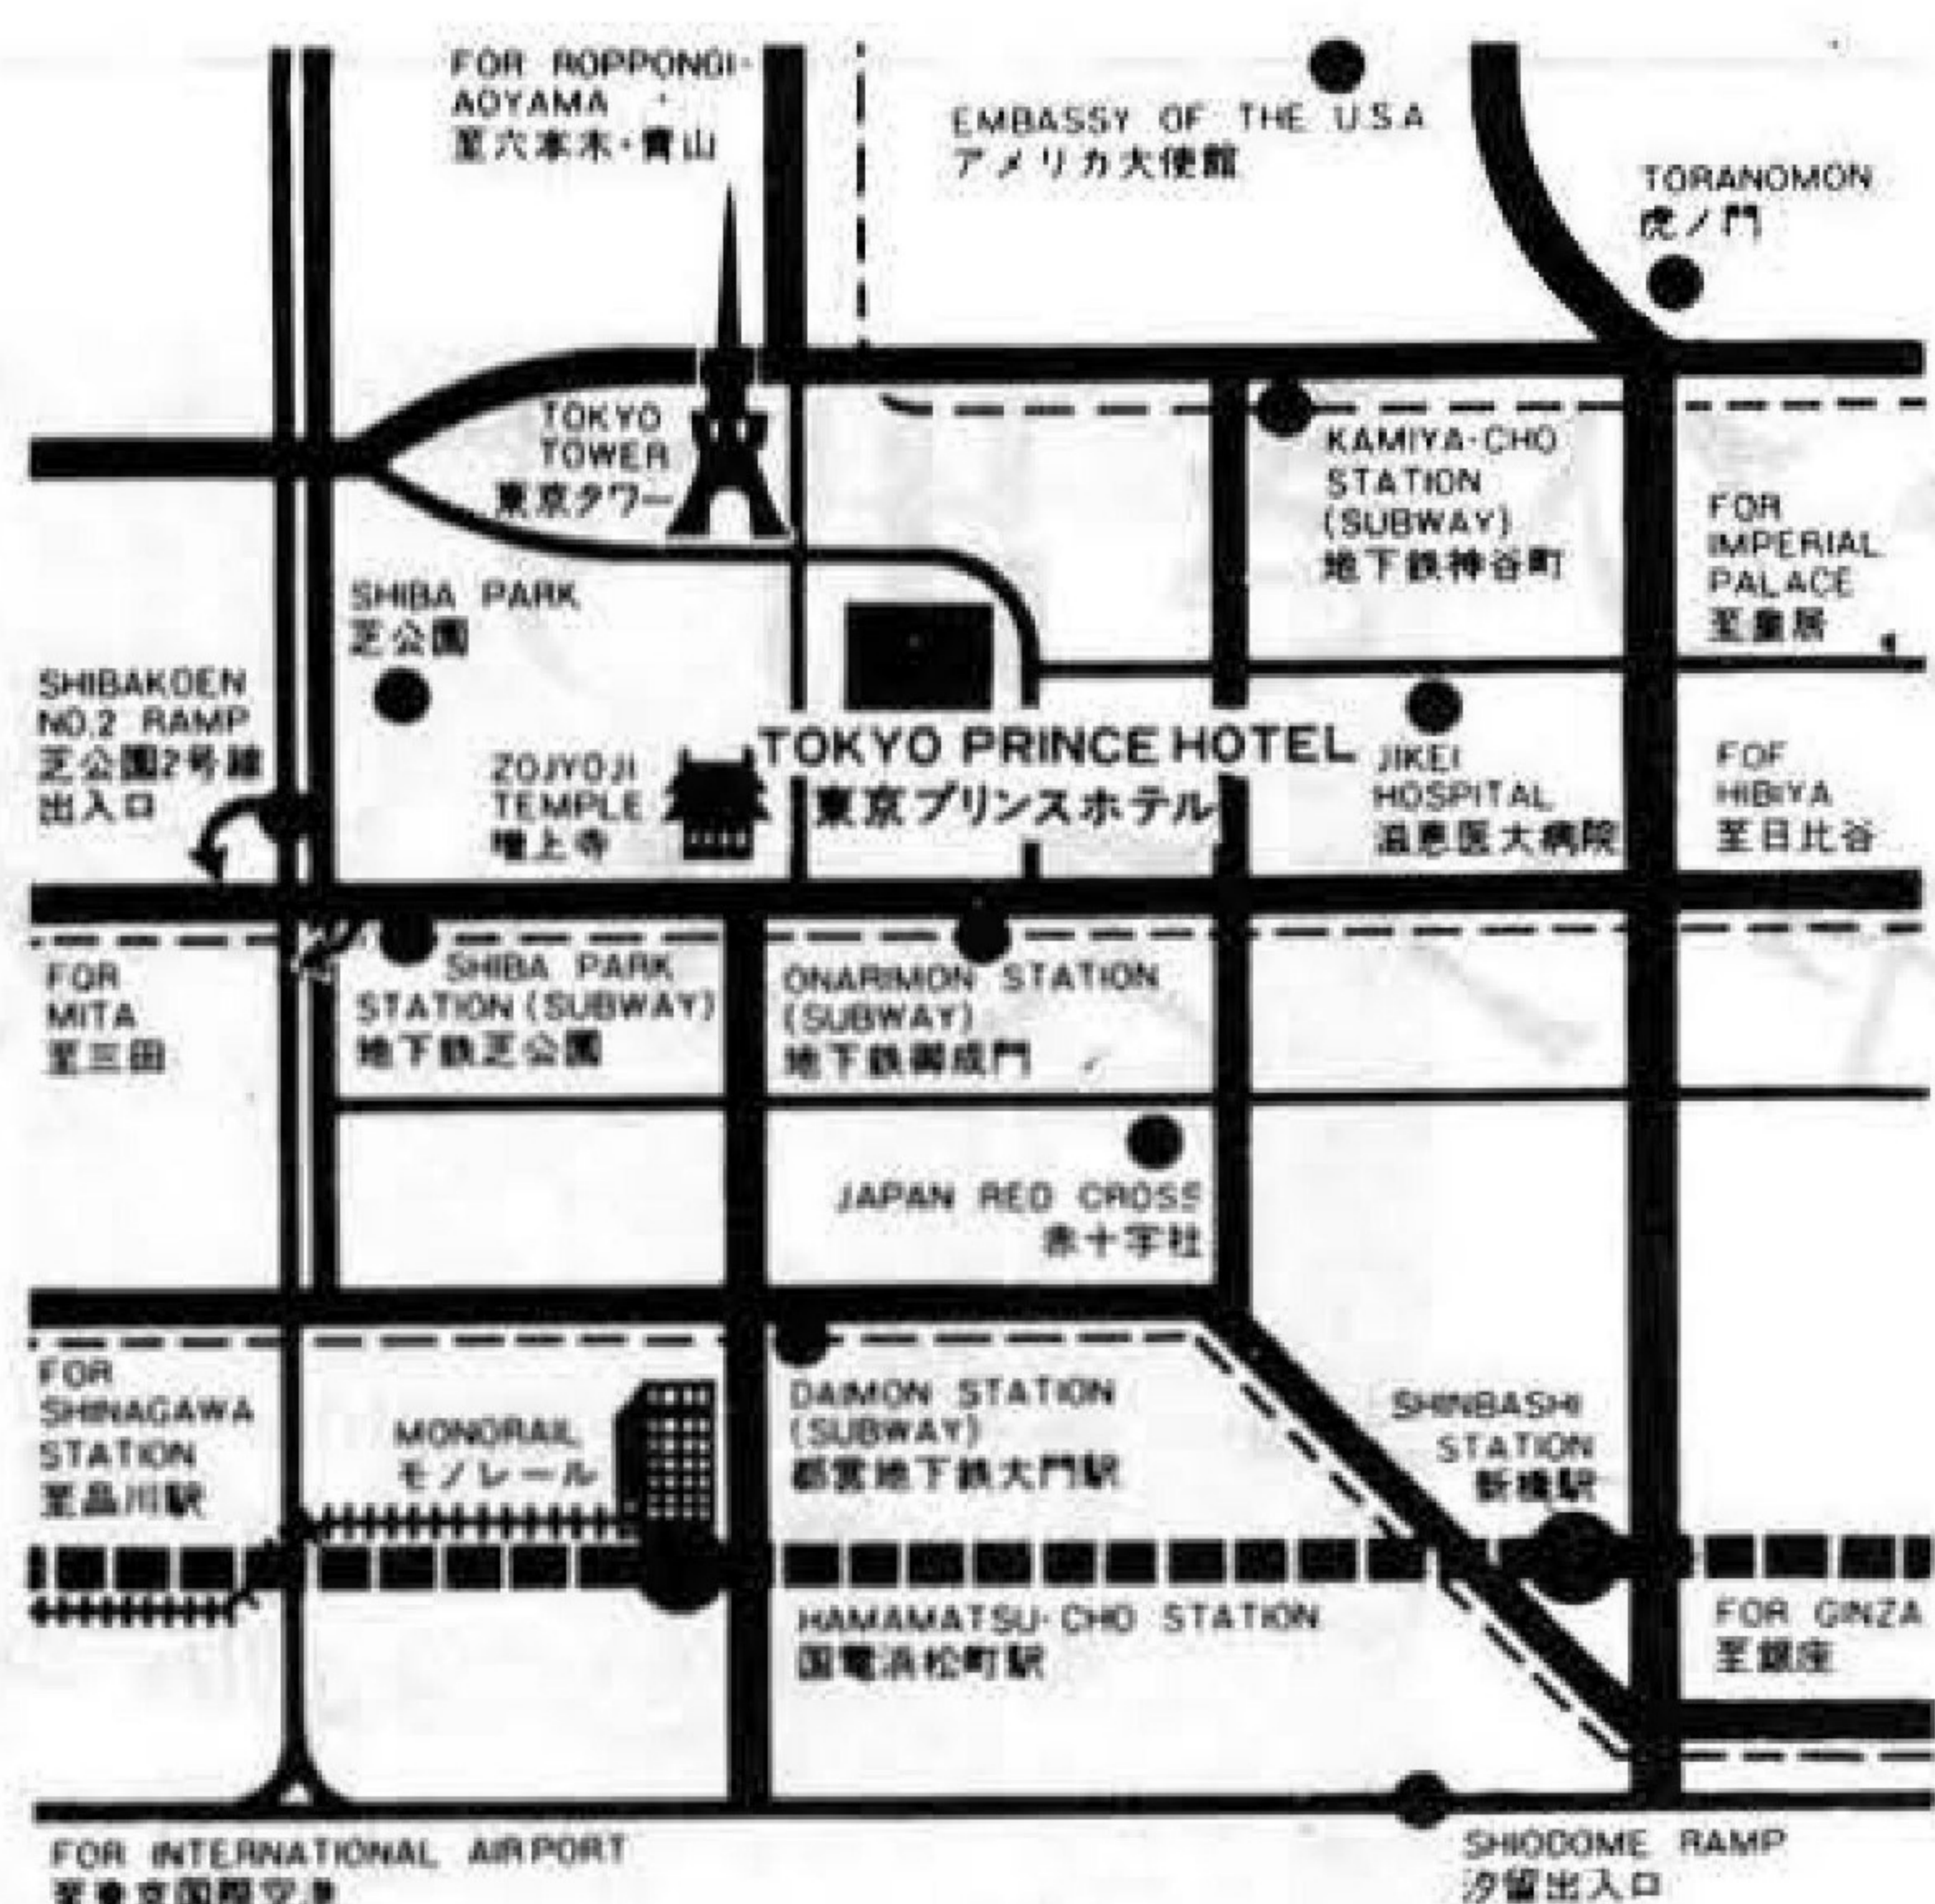 FOR ROPPONGI-
AOYAMA
至六本木・青山
EMBASSY OF THE U.S.A
アメリカ大使館
TORANOMON
虎ノ門
TOKYO
TOWER
東京タワー
KAMIYA-CHO
STATION
(SUBWAY)
地下鉄神谷町
FOR
IMPERIAL
PALACE
至皇居
SHIBA PARK
芝公園
SHIBAKOEN
NO.2 RAMP
芝公園2号線
出入口
ZOJYOJI
TEMPLE
増上寺
TOKYO PRINCE HOTEL
東京プリンスホテル
JIKEI
HOSPITAL
慈恵医大病院
FOF
HIBIYA
至日比谷
FOR
MITA
至三田
SHIBA PARK
STATION (SUBWAY)
地下鉄芝公園
ONARIMON STATION
(SUBWAY)
地下鉄御成門
JAPAN RED CROSS
赤十字社
FOR
SHINAGAWA
STATION
至品川駅
MONORAIL
モノレール
DAIMON STATION
(SUBWAY)
都営地下鉄大門駅
SHINBASHI
STATION
新橋駅
HAMAMATSU-CHO STATION
国電浜松町駅
FOR GINZA
至銀座
FOR INTERNATIONAL AIRPORT
至東京国際空港
SHIODOME RAMP
汐留出入口